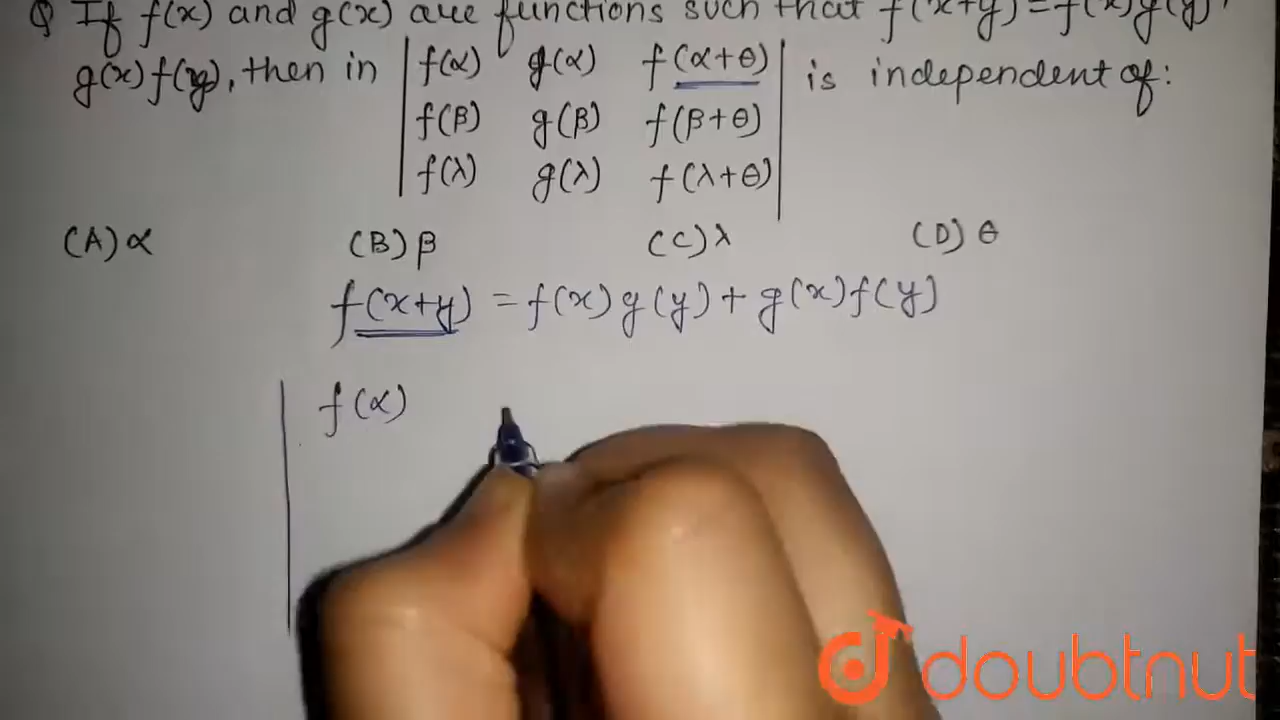 Q If f(x) and g(x) are functions such that f(x+y)=f(x)g(y)+
g(x)f(y), then in | f(α) g(α) f(α+θ) | is independent of:
| f(β) g(β) f(β+θ) |
| f(λ) g(λ) f(λ+θ) |
(A) α (B) β (C) λ (D) θ
f(x+y) = f(x)g(y) + g(x)f(y)
| f(α)
doubtnut